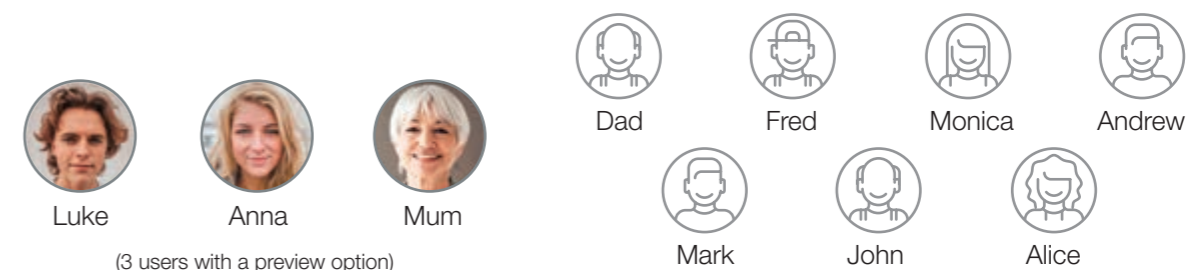 Dad Fred Monica Andrew
Luke Anna Mum
Mark John Alice
(3 users with a preview option)